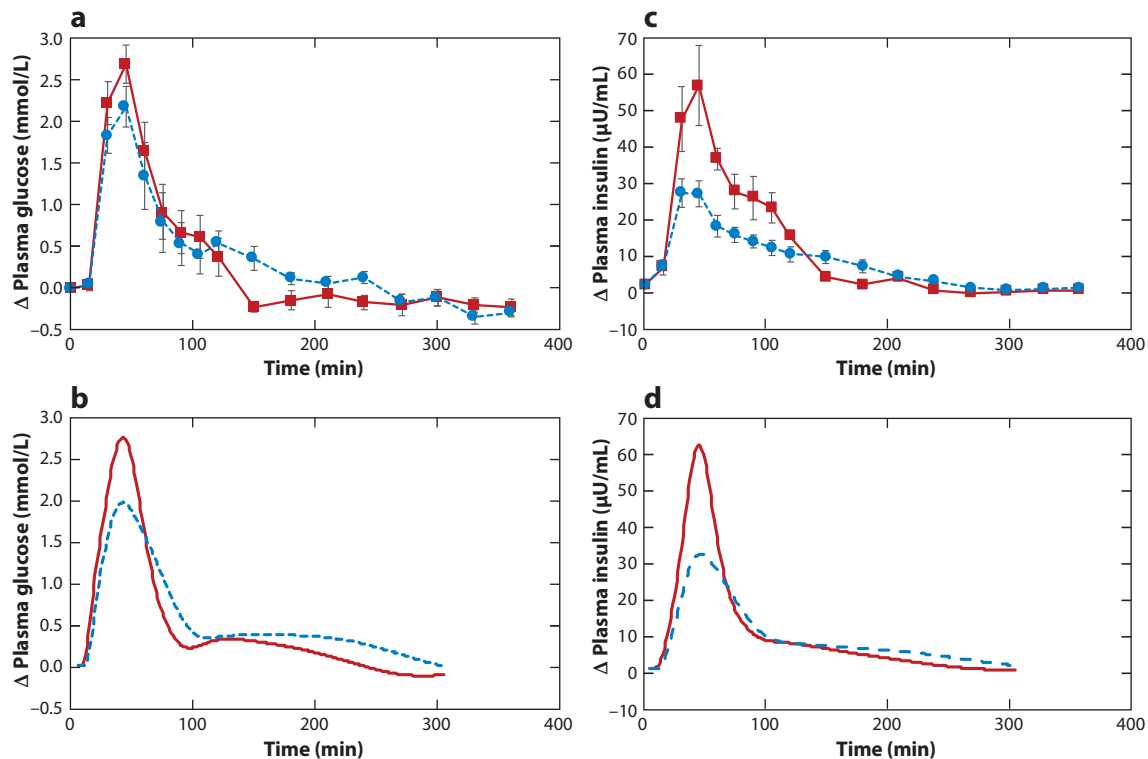 a
Δ Plasma glucose (mmol/L)
3.0
2.5
2.0
1.5
1.0
0.5
0.0
–0.5
0 100 200 300 400
Time (min)
c
Δ Plasma insulin (µU/mL)
70
60
50
40
30
20
10
0
–10
0 100 200 300 400
Time (min)
b
Δ Plasma glucose (mmol/L)
3.0
2.5
2.0
1.5
1.0
0.5
0.0
–0.5
0 100 200 300 400
Time (min)
d
Δ Plasma insulin (µU/mL)
70
60
50
40
30
20
10
0
–10
0 100 200 300 400
Time (min)